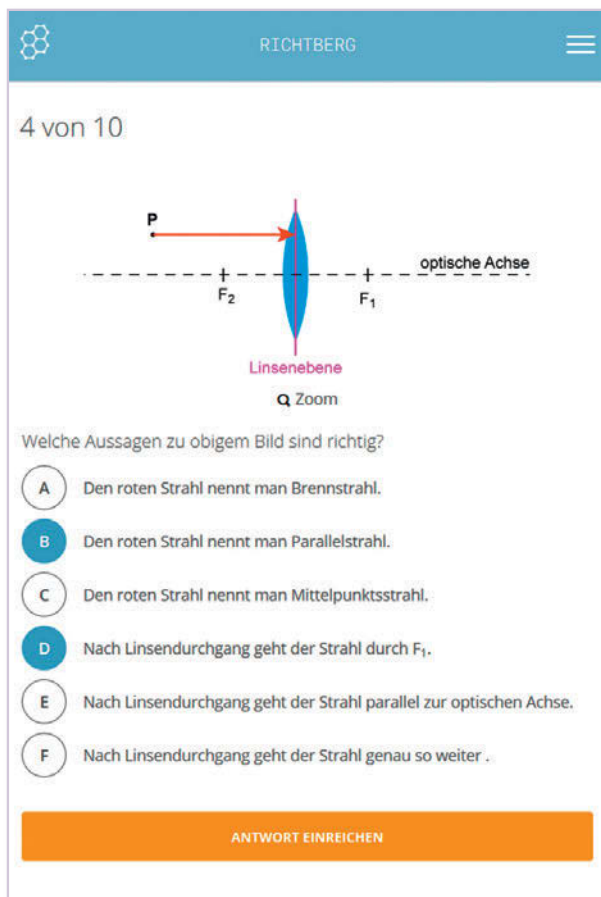 RICHTBERG
4 von 10
P
optische Achse
F₂
F₁
Linsenebene
Zoom
Welche Aussagen zu obigem Bild sind richtig?
A Den roten Strahl nennt man Brennstrahl.
B Den roten Strahl nennt man Parallelstrahl.
C Den roten Strahl nennt man Mittelpunktsstrahl.
D Nach Linsendurchgang geht der Strahl durch F₁.
E Nach Linsendurchgang geht der Strahl parallel zur optischen Achse.
F Nach Linsendurchgang geht der Strahl genau so weiter .
ANTWORT EINREICHEN